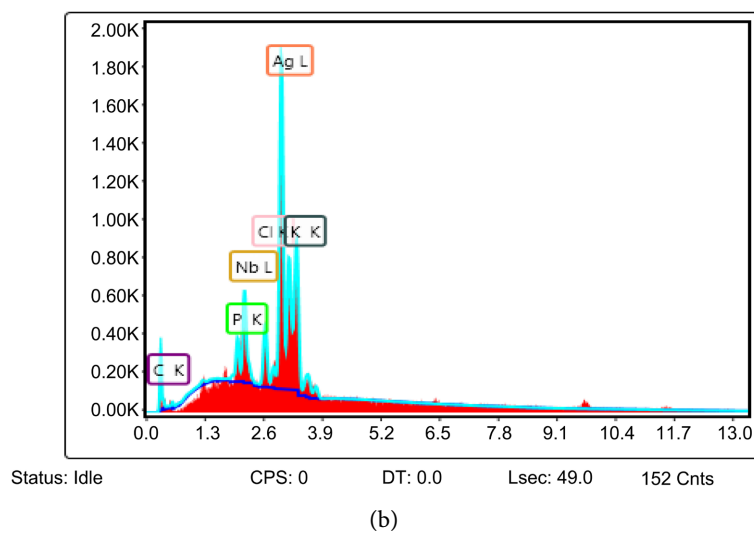 2.00K
1.80K
Ag L
1.60K
1.40K
1.20K
1.00K
Cl K
K K
0.80K
Nb L
0.60K
P K
0.40K
0.20K
C K
0.00K
0.0 1.3 2.6 3.9 5.2 6.5 7.8 9.1 10.4 11.7 13.0
Status: Idle CPS: 0 DT: 0.0 Lsec: 49.0 152 Cnts
(b)